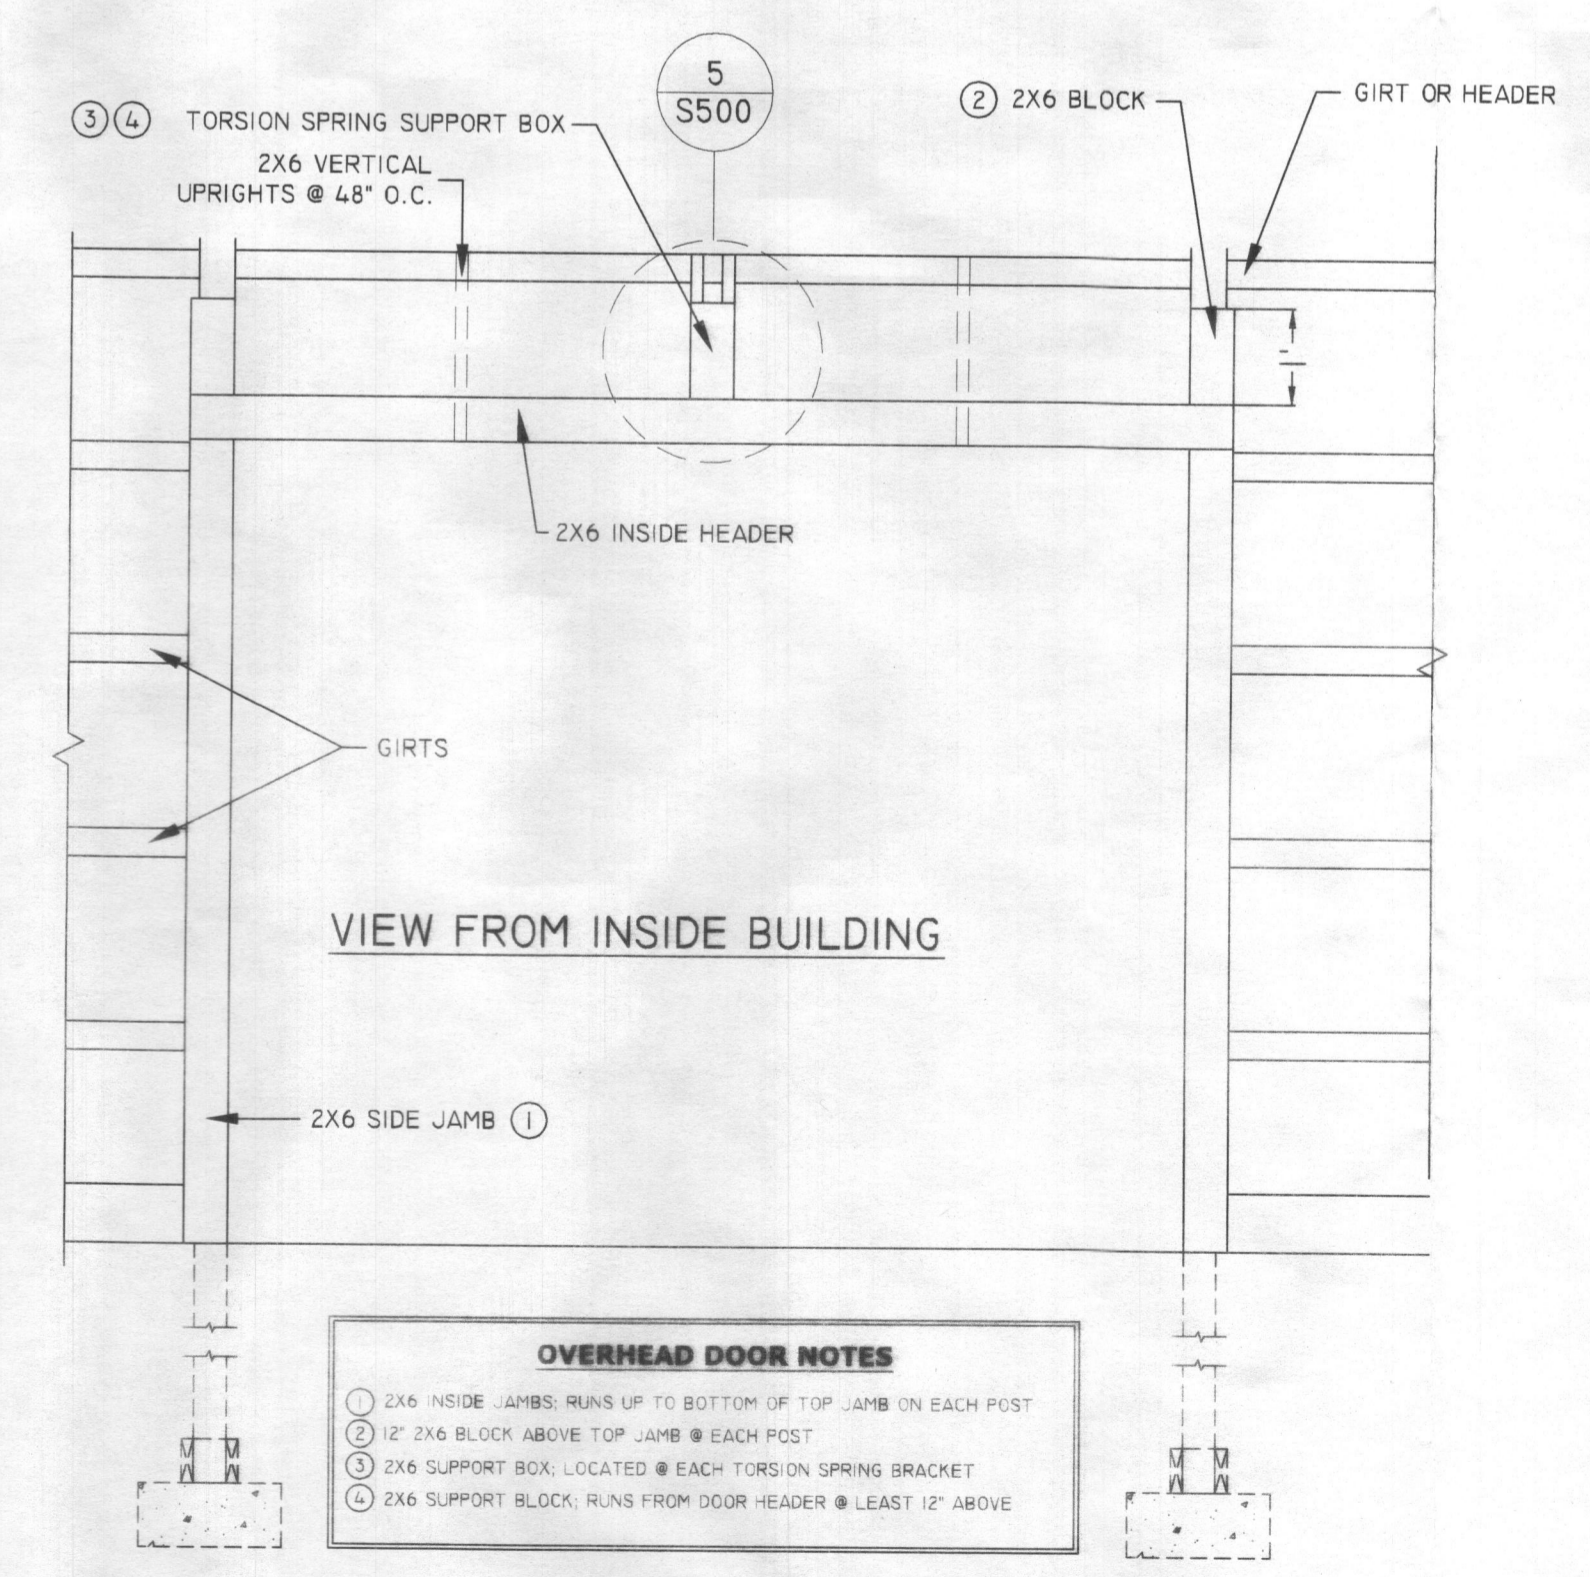 5
S500
③④ TORSION SPRING SUPPORT BOX
② 2X6 BLOCK
GIRT OR HEADER
2X6 VERTICAL
UPRIGHTS @ 48" O.C.
1'
2X6 INSIDE HEADER
GIRTS
VIEW FROM INSIDE BUILDING
2X6 SIDE JAMB ①
OVERHEAD DOOR NOTES
① 2X6 INSIDE JAMBS; RUNS UP TO BOTTOM OF TOP JAMB ON EACH POST
② 12" 2X6 BLOCK ABOVE TOP JAMB @ EACH POST
③ 2X6 SUPPORT BOX; LOCATED @ EACH TORSION SPRING BRACKET
④ 2X6 SUPPORT BLOCK; RUNS FROM DOOR HEADER @ LEAST 12" ABOVE